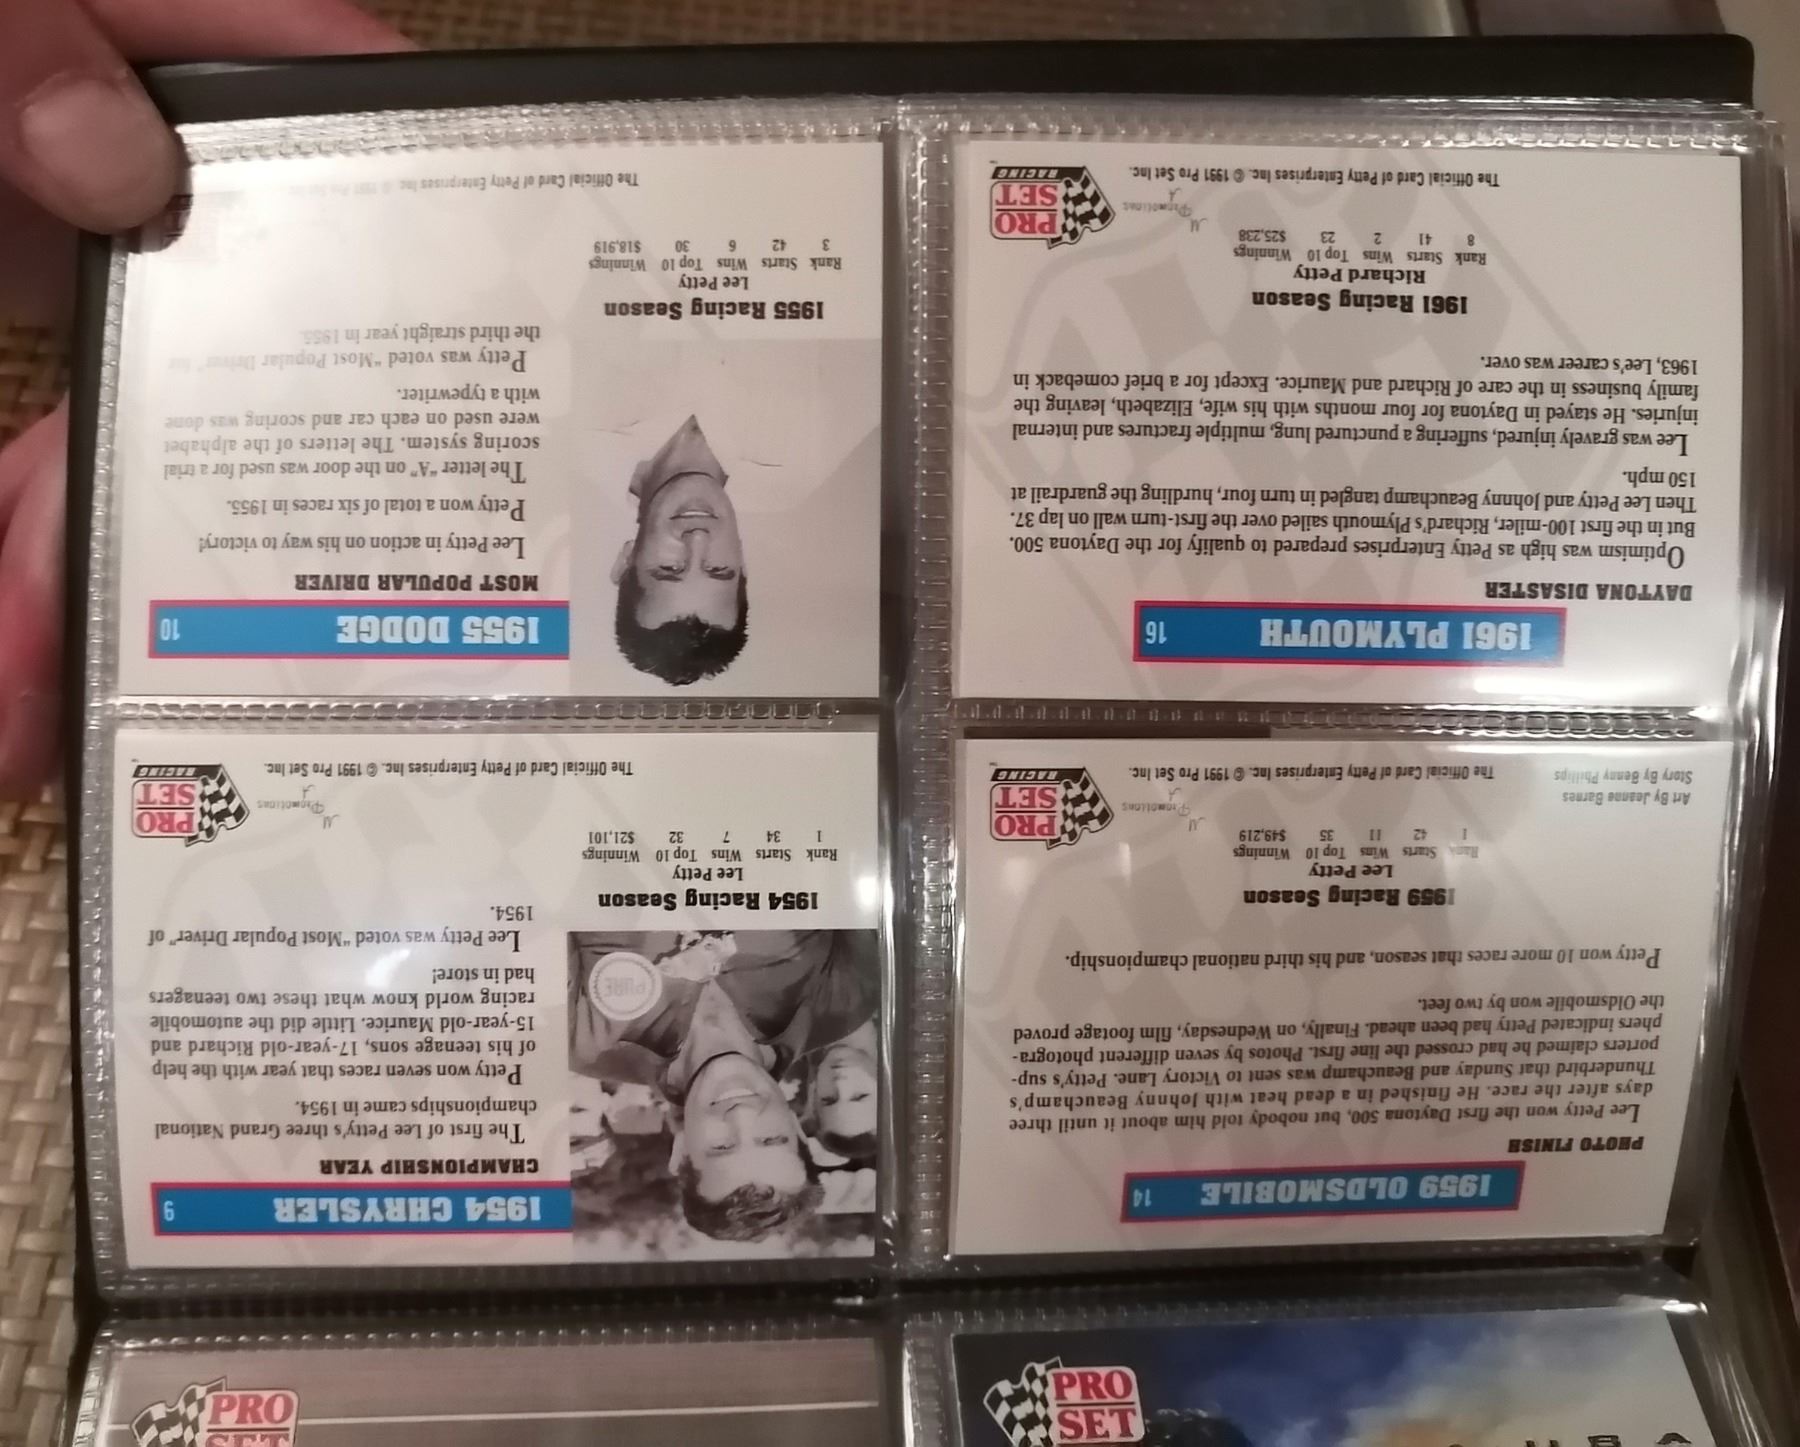 1959 OLDSMOBILE 14
PHOTO FINISH
Lee Petty won the first Daytona 500, but nobody told him about it until three
days after the race. He finished in a dead heat with Johnny Beauchamp's
Thunderbird that Sunday and Beauchamp was sent to Victory Lane. Petty's sup-
porters claimed he had crossed the line first. Photos by seven different photogra-
phers indicated Petty had been ahead. Finally, on Wednesday, film footage proved
the Oldsmobile won by two feet.
Petty won 10 more races that season, and his third national championship.
1959 Racing Season
Lee Petty
Rank Starts Wins Top 10 Winnings
1 42 11 35 $49,219
Art By Jeanne Barnes
Story By Benny Phillips
M
Promotions
A
The Official Card of Petty Enterprises Inc. © 1991 Pro Set Inc.
PRO
SET
RACING
1954 CHRYSLER 9
CHAMPIONSHIP YEAR
The first of Lee Petty's three Grand National
championships came in 1954.
Petty won seven races that year with the help
of his teenage sons, 17-year-old Richard and
15-year-old Maurice. Little did the automobile
racing world know what these two teenagers
had in store!
Lee Petty was voted "Most Popular Driver" of
1954.
PURE
1954 Racing Season
Lee Petty
Rank Starts Wins Top 10 Winnings
1 34 7 32 $21,101
M
Promotions
A
The Official Card of Petty Enterprises Inc. © 1991 Pro Set Inc.
PRO
SET
RACING
1961 PLYMOUTH 16
DAYTONA DISASTER
Optimism was high as Petty Enterprises prepared to qualify for the Daytona 500.
But in the first 100-miler, Richard's Plymouth sailed over the first-turn wall on lap 37.
Then Lee Petty and Johnny Beauchamp tangled in turn four, hurdling the guardrail at
150 mph.
Lee was gravely injured, suffering a punctured lung, multiple fractures and internal
injuries. He stayed in Daytona for four months with his wife, Elizabeth, leaving the
family business in the care of Richard and Maurice. Except for a brief comeback in
1963, Lee's career was over.
1961 Racing Season
Richard Petty
Rank Starts Wins Top 10 Winnings
8 41 2 23 $25,238
M
Promotions
A
The Official Card of Petty Enterprises Inc. © 1991 Pro Set Inc.
PRO
SET
RACING
1955 DODGE 10
MOST POPULAR DRIVER
Lee Petty in action on his way to victory!
Petty won a total of six races in 1955.
The letter "A" on the door was used for a trial
scoring system. The letters of the alphabet
were used on each car and scoring was done
with a typewriter.
Petty was voted "Most Popular Driver" for
the third straight year in 1955.
1955 Racing Season
Lee Petty
Rank Starts Wins Top 10 Winnings
3 42 6 30 $18,919
The Official Card of Petty Enterprises Inc. © 1991 Pro Set Inc.
PRO
SET
PRO
SET